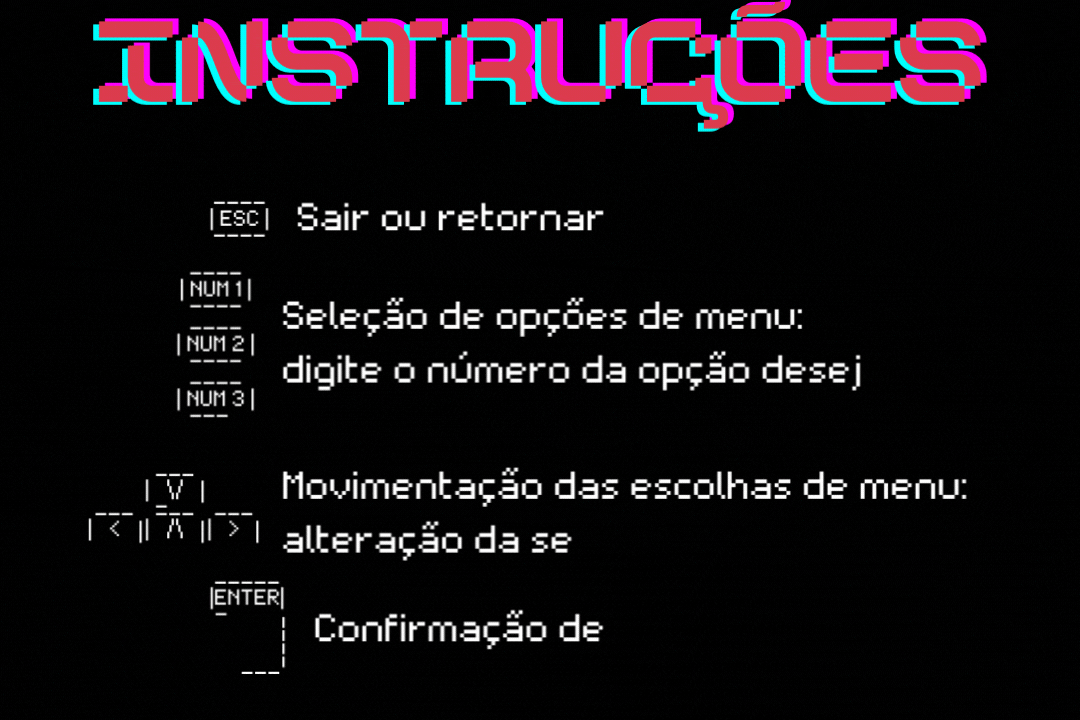 INSTRUÇÕES
ESC Sair ou retornar
NUM 1
Seleção de opções de menu:
NUM 2
digite o número da opção desej
NUM 3
Movimentação das escolhas de menu:
alteração da se
ENTER
Confirmação de